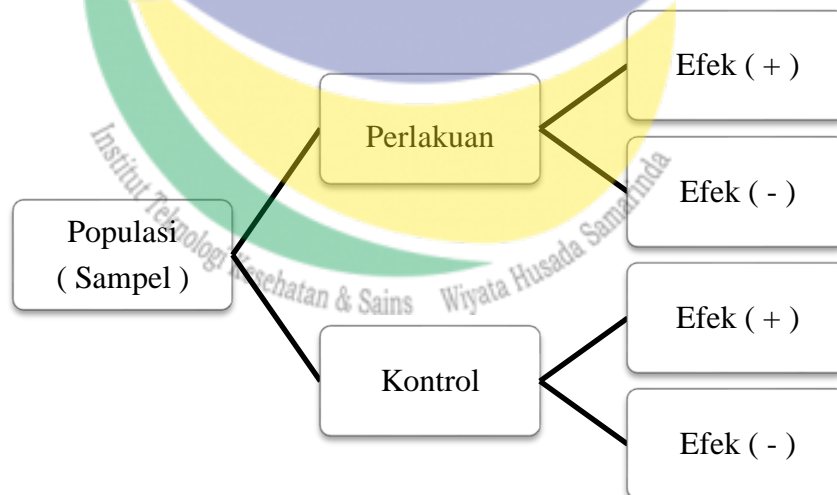 Efek ( + )
Perlakuan
Efek ( - )
Populasi
( Sampel )
Efek ( + )
Kontrol
Efek ( - )
Institut Teknologi Kesehatan & Sains Wiyata Husada Samarinda